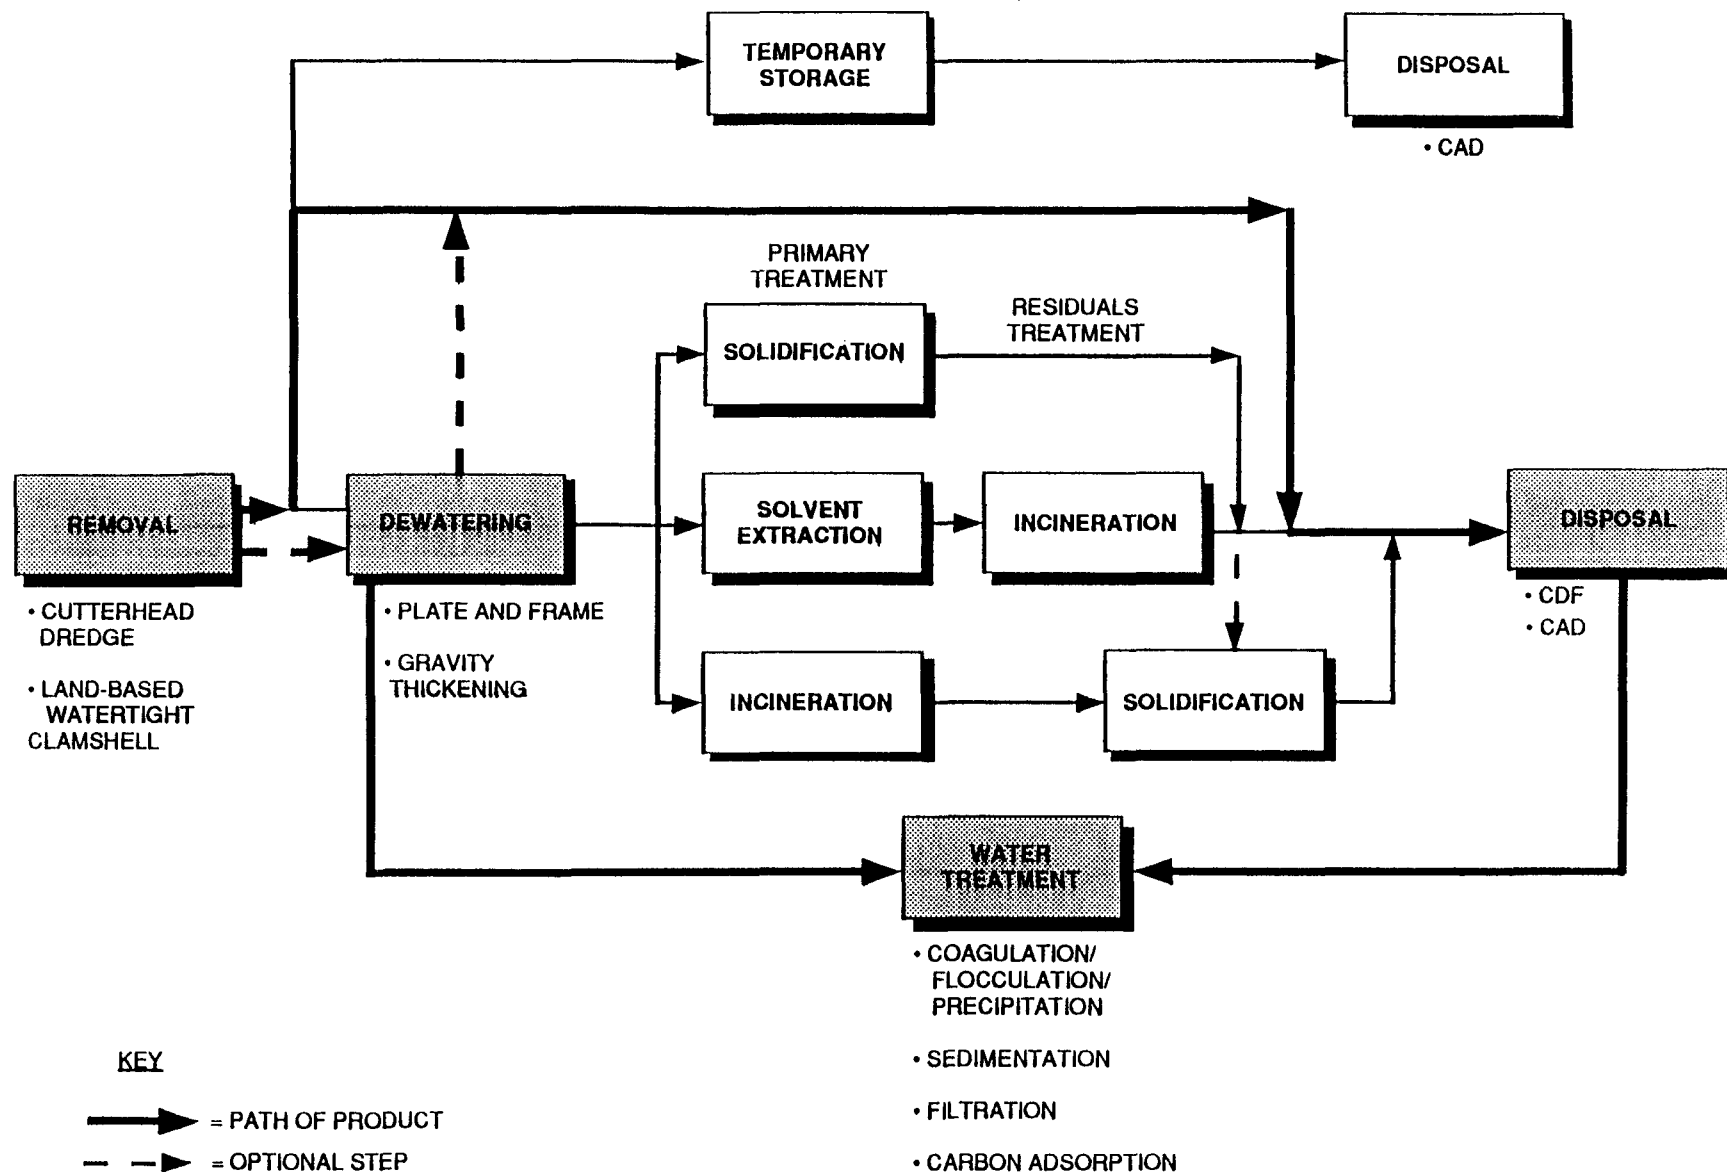 TEMPORARY
STORAGE
DISPOSAL
• CAD
PRIMARY
TREATMENT
RESIDUALS
TREATMENT
SOLIDIFICATION
REMOVAL
• CUTTERHEAD
DREDGE
• LAND-BASED
WATERTIGHT
CLAMSHELL
DEWATERING
• PLATE AND FRAME
• GRAVITY
THICKENING
SOLVENT
EXTRACTION
INCINERATION
DISPOSAL
• CDF
• CAD
INCINERATION
SOLIDIFICATION
WATER
TREATMENT
• COAGULATION/
FLOCCULATION/
PRECIPITATION
• SEDIMENTATION
• FILTRATION
• CARBON ADSORPTION
KEY
= PATH OF PRODUCT
= OPTIONAL STEP